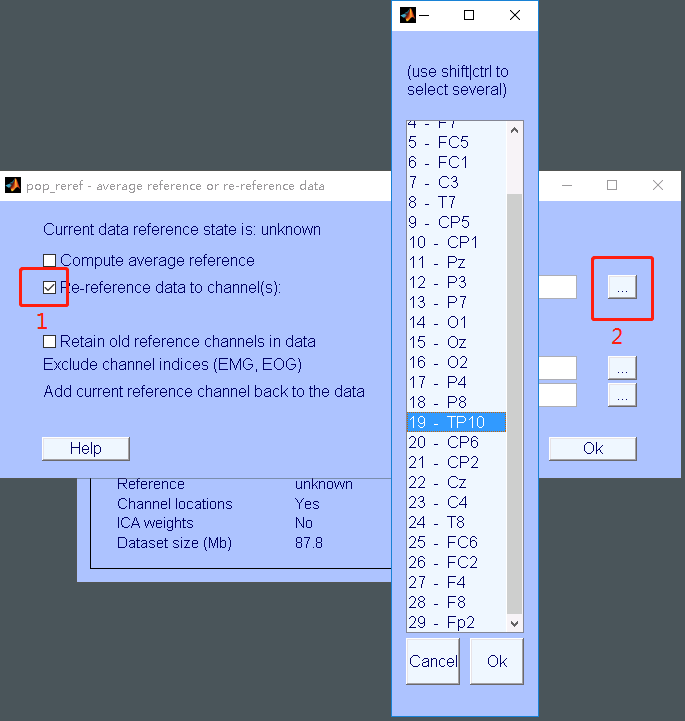 (use shift|ctrl to
select several)
4 - F7
5 - FC5
6 - FC1
7 - C3
8 - T7
9 - CP5
10 - CP1
11 - Pz
12 - P3
13 - P7
14 - O1
15 - Oz
16 - O2
17 - P4
18 - P8
19 - TP10
20 - CP6
21 - CP2
22 - Cz
23 - C4
24 - T8
25 - FC6
26 - FC2
27 - F4
28 - F8
29 - Fp2
Cancel Ok
pop_reref - average reference or re-reference data
Current data reference state is: unknown
Compute average reference
Re-reference data to channel(s): ...
1
2
Retain old reference channels in data
Exclude channel indices (EMG, EOG) ...
Add current reference channel back to the data ...
Help Ok
Reference unknown
Channel locations Yes
ICA weights No
Dataset size (Mb) 87.8